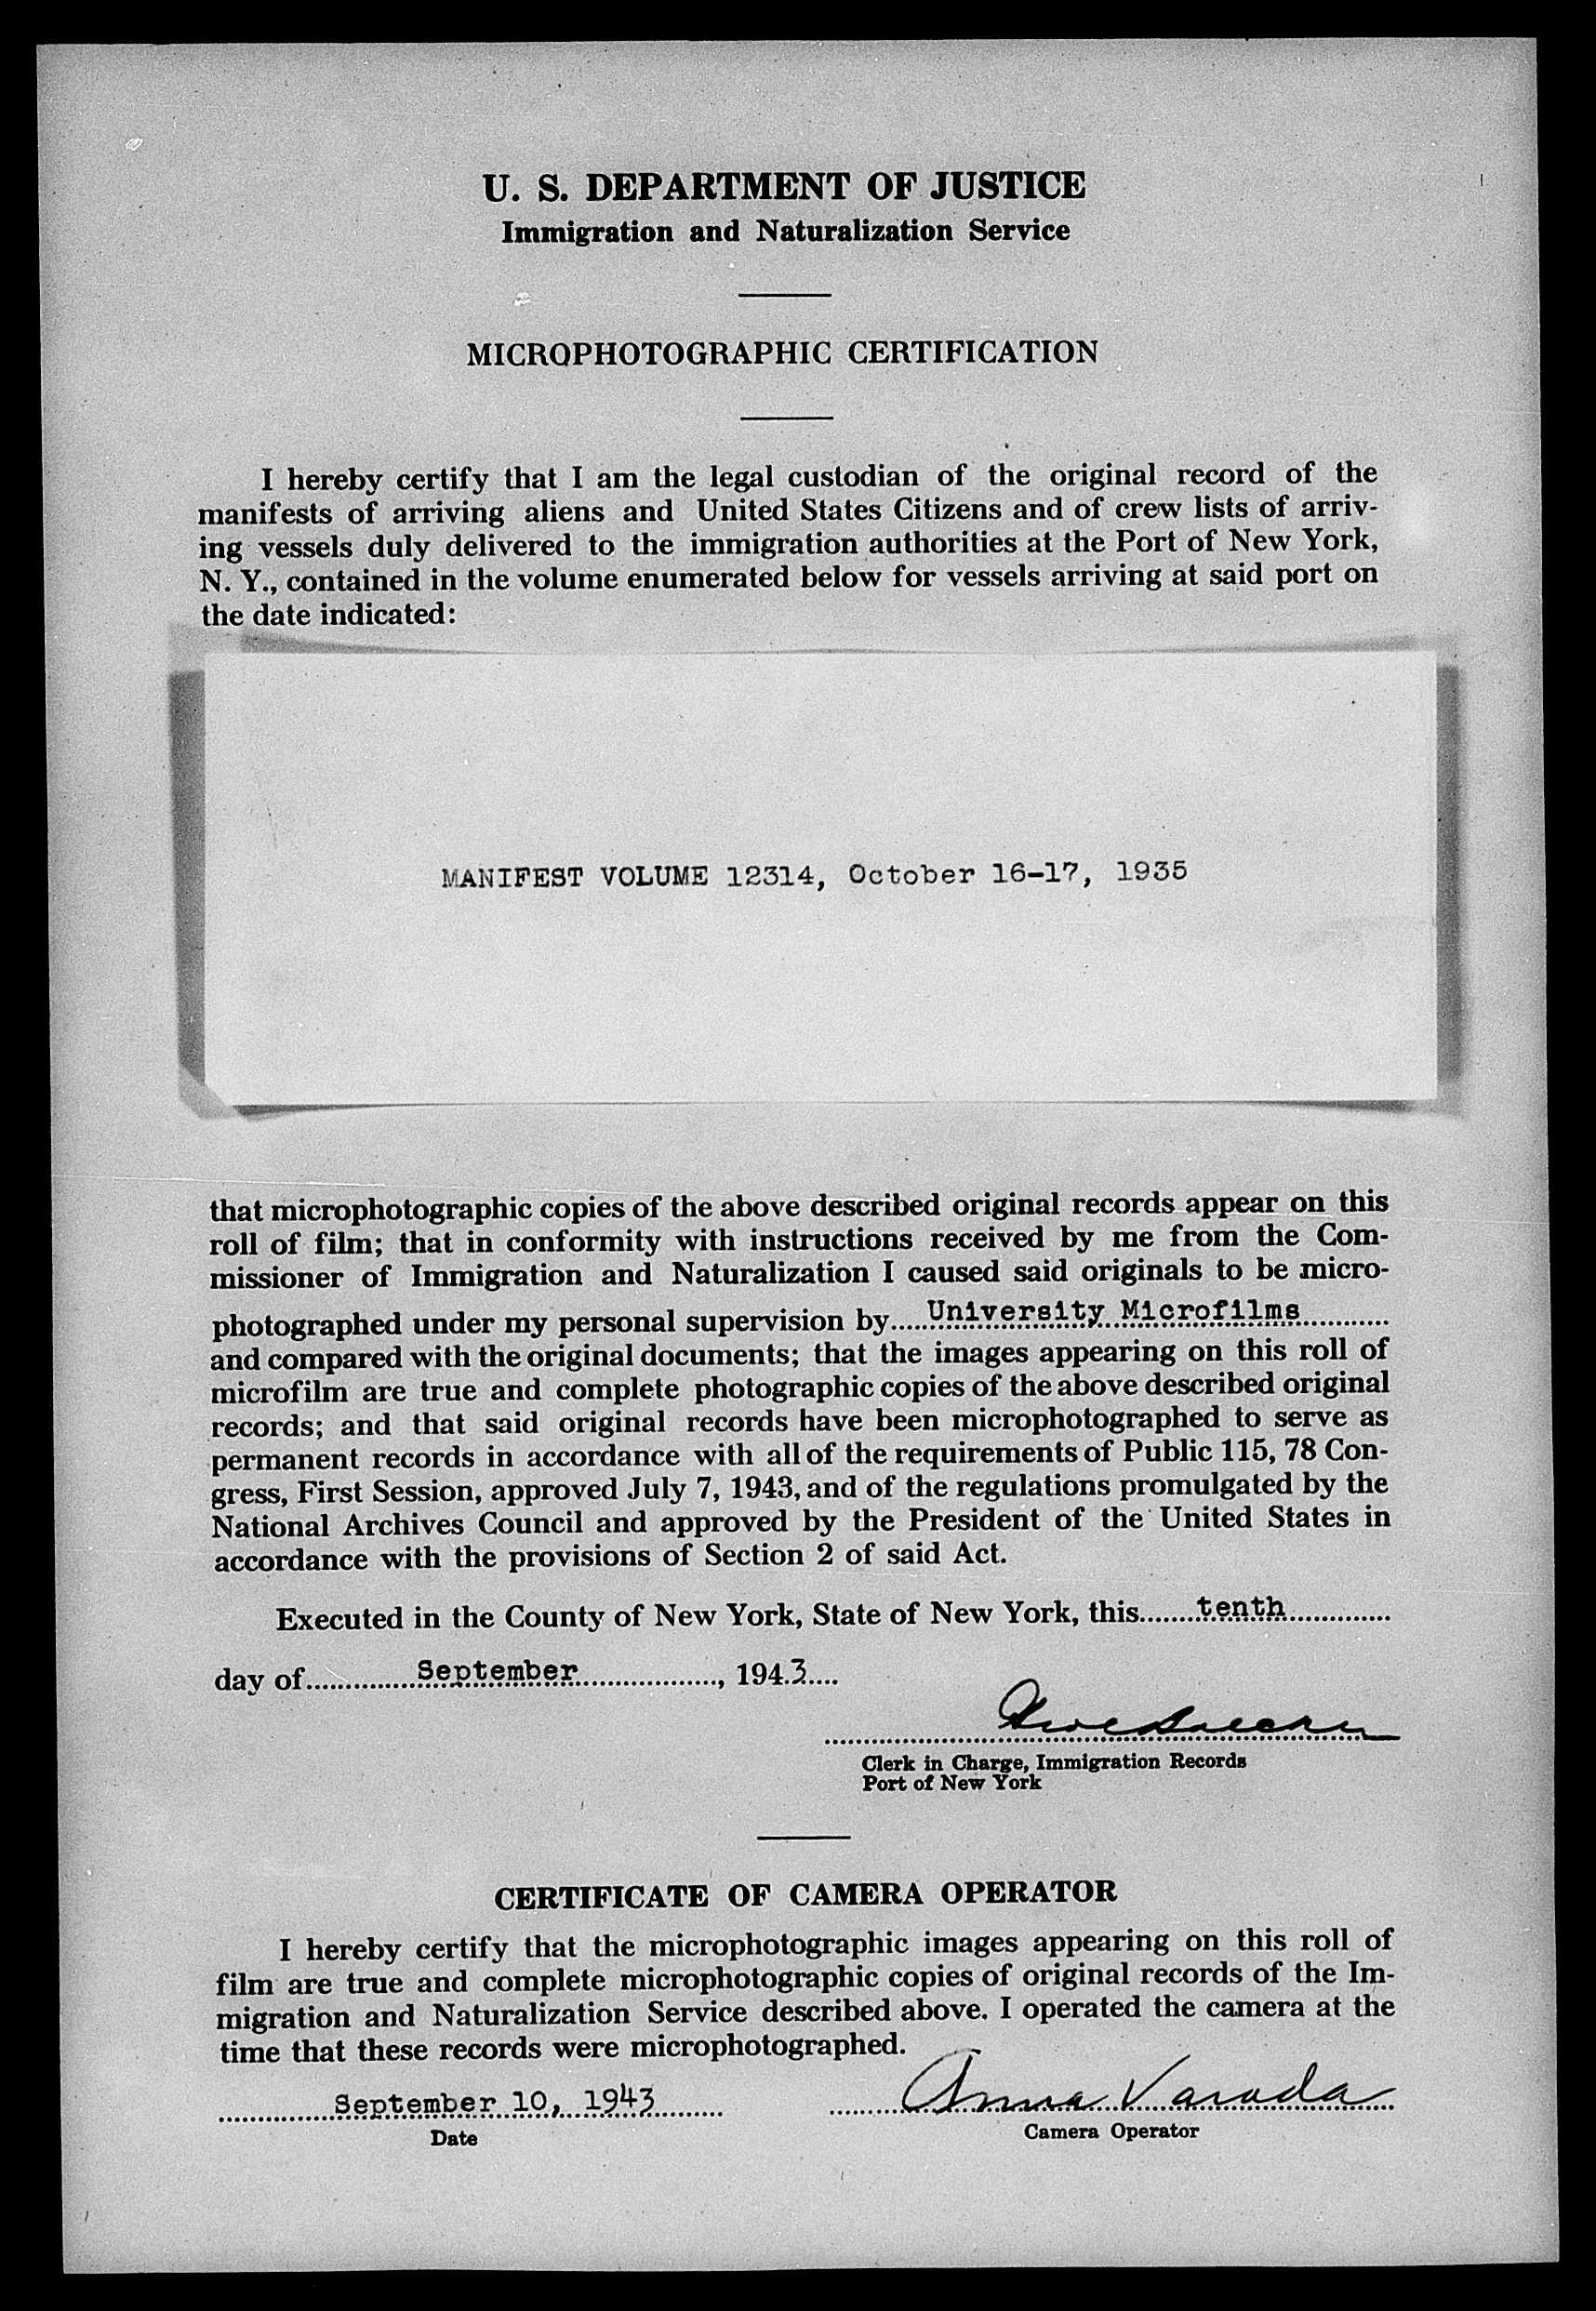 U. S. DEPARTMENT OF JUSTICE
Immigration and Naturalization Service
MICROPHOTOGRAPHIC CERTIFICATION
I hereby certify that I am the legal custodian of the original record of the
manifests of arriving aliens and United States Citizens and of crew lists of arriv-
ing vessels duly delivered to the immigration authorities at the Port of New York,
N. Y., contained in the volume enumerated below for vessels arriving at said port on
the date indicated:
MANIFEST VOLUME 12314, October 16-17, 1935
that microphotographic copies of the above described original records appear on this
roll of film; that in conformity with instructions received by me from the Com-
missioner of Immigration and Naturalization I caused said originals to be micro-
photographed under my personal supervision by.....University Microfilms............
and compared with the original documents; that the images appearing on this roll of
microfilm are true and complete photographic copies of the above described original
records; and that said original records have been microphotographed to serve as
permanent records in accordance with all of the requirements of Public 115, 78 Con-
gress, First Session, approved July 7, 1943, and of the regulations promulgated by the
National Archives Council and approved by the President of the United States in
accordance with the provisions of Section 2 of said Act.
Executed in the County of New York, State of New York, this.......tenth.............
day of..............September.................., 194.3....
Clerk in Charge, Immigration Records
Port of New York
CERTIFICATE OF CAMERA OPERATOR
I hereby certify that the microphotographic images appearing on this roll of
film are true and complete microphotographic copies of original records of the Im-
migration and Naturalization Service described above. I operated the camera at the
time that these records were microphotographed.
September 10, 1943 Anna Varada
Date Camera Operator